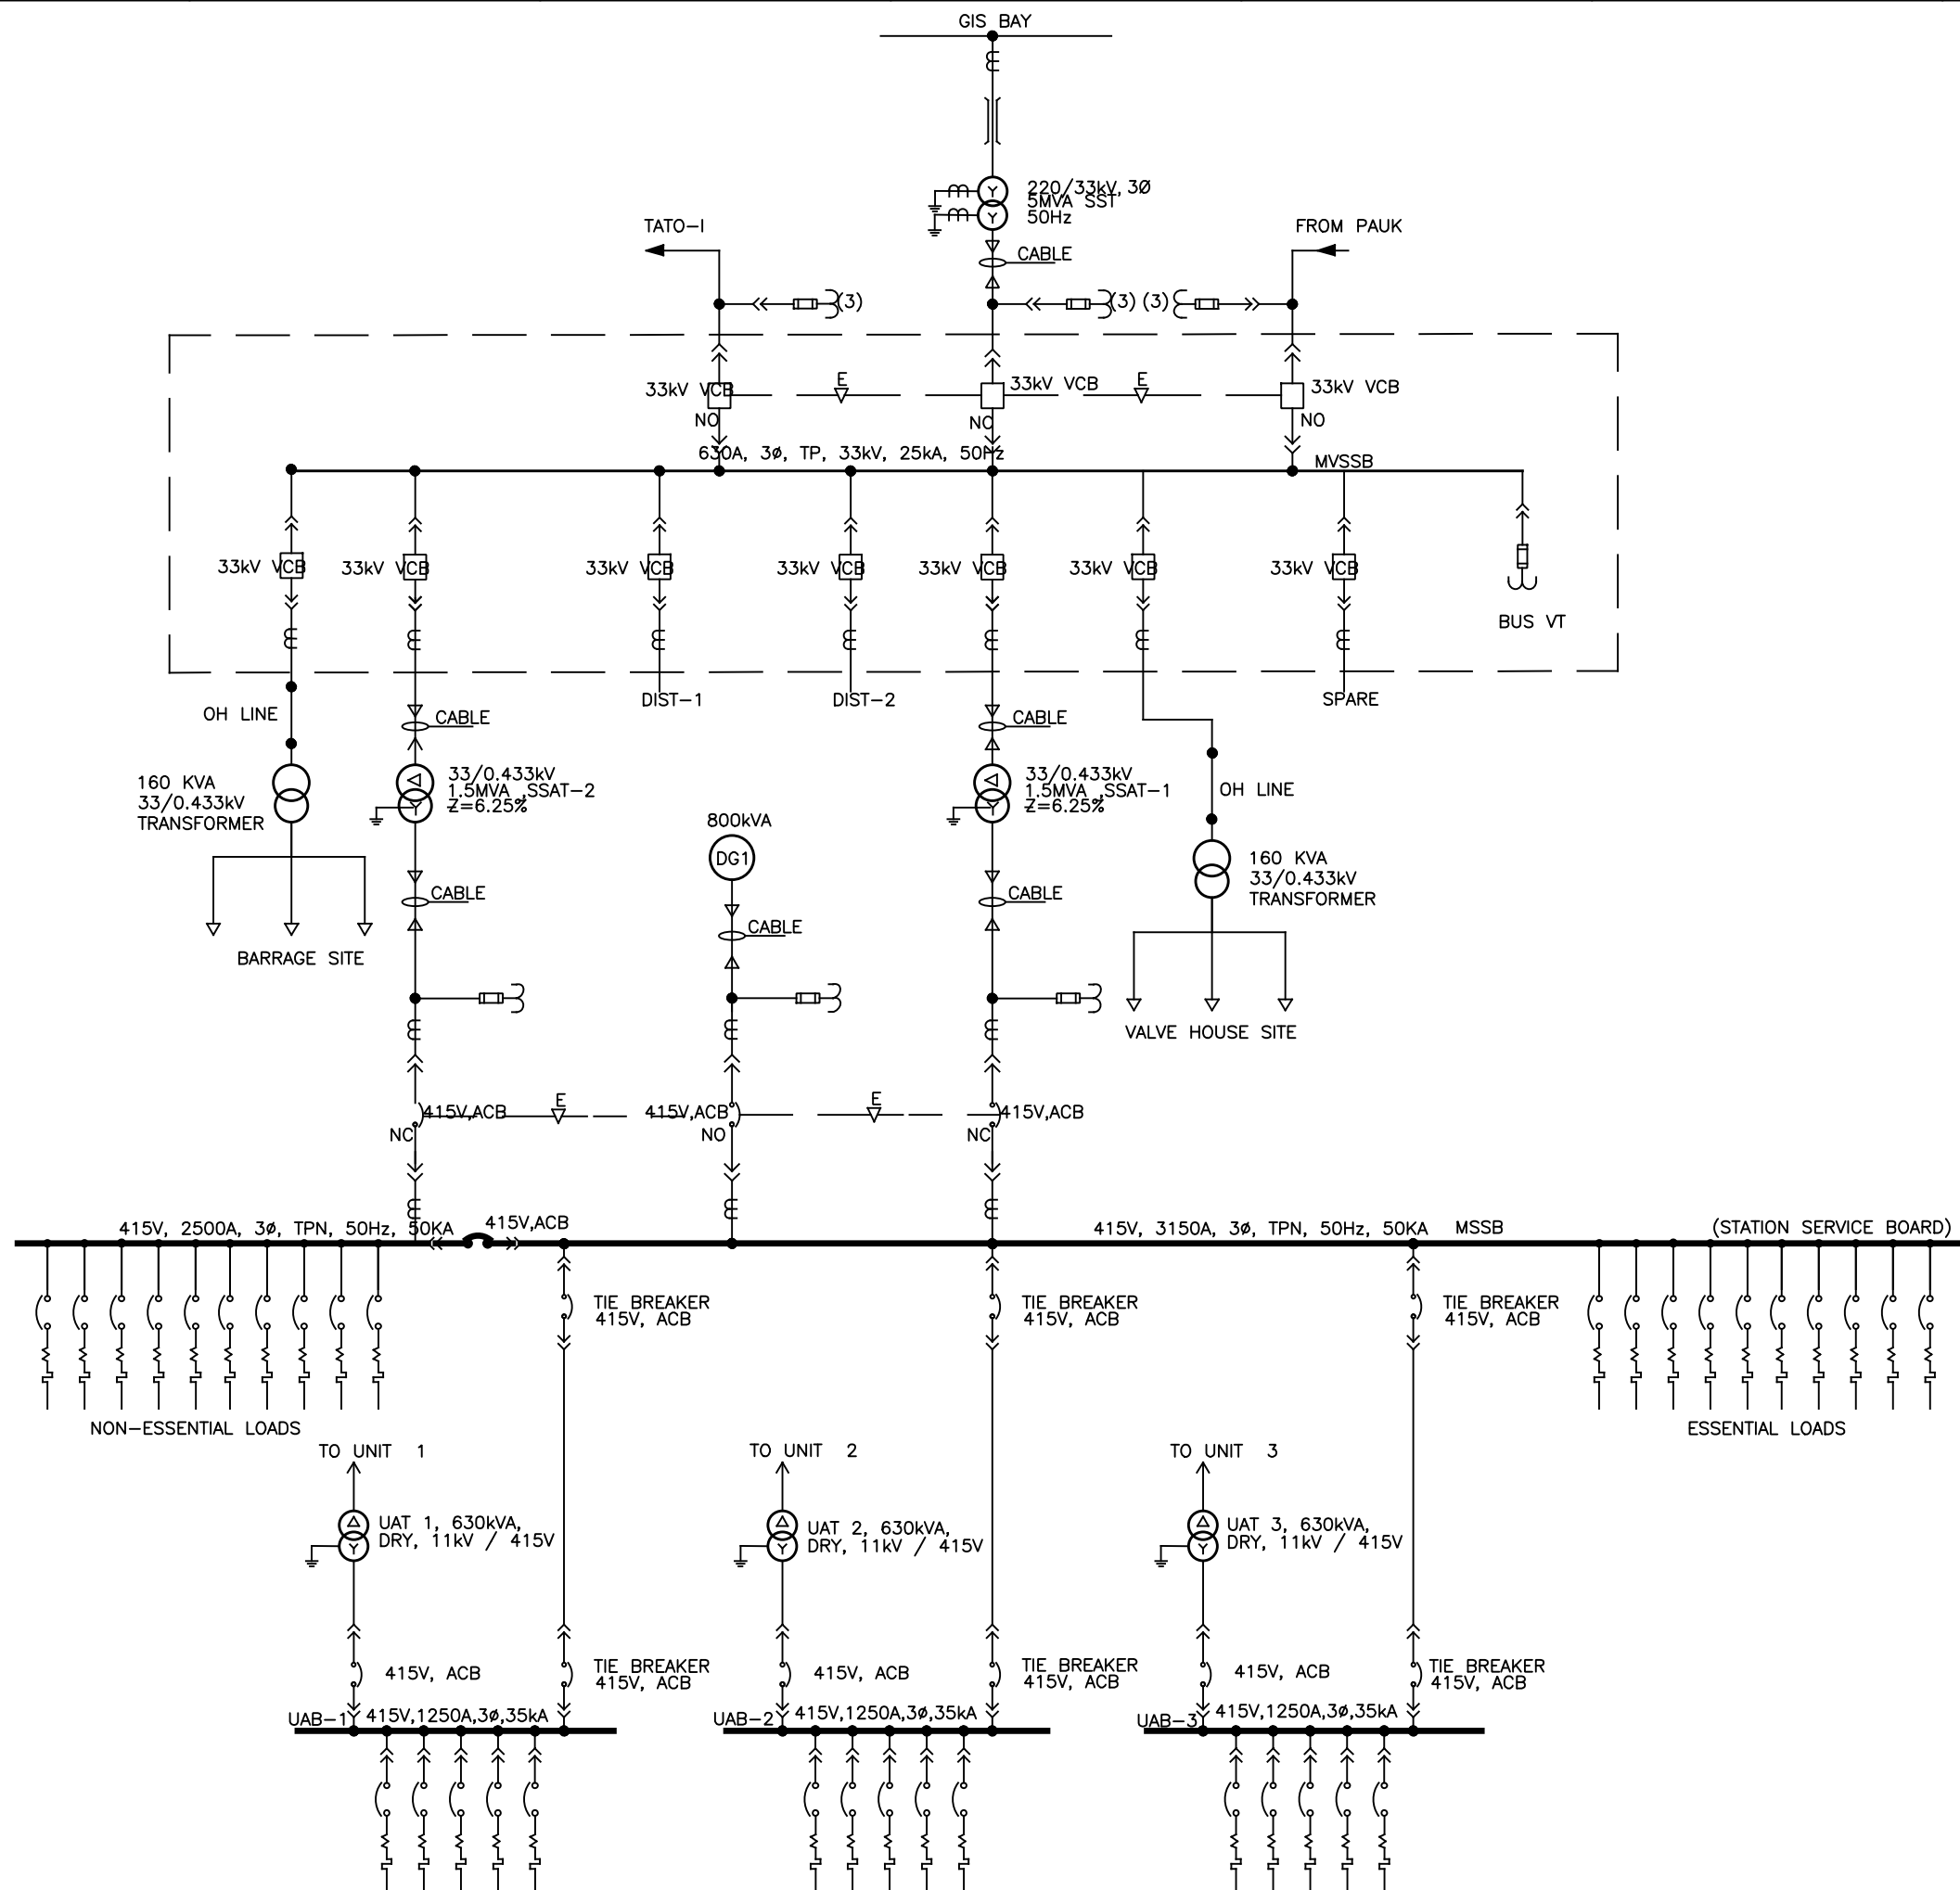 GIS BAY
220/33kV, 3Ø
5MVA SST
50Hz
TATO-I
FROM PAUK
CABLE
(3)
(3)
(3)
33kV VCB
E
33kV VCB
E
33kV VCB
NO
NC
NO
630A, 3ø, TP, 33kV, 25kA, 50Hz
MVSSB
33kV VCB
33kV VCB
33kV VCB
33kV VCB
33kV VCB
33kV VCB
33kV VCB
BUS VT
DIST-1
DIST-2
SPARE
OH LINE
CABLE
CABLE
160 KVA
33/0.433kV
TRANSFORMER
33/0.433kV
1.5MVA ,SSAT-2
Z=6.25%
33/0.433kV
1.5MVA ,SSAT-1
Z=6.25%
OH LINE
800kVA
DG1
160 KVA
33/0.433kV
TRANSFORMER
CABLE
CABLE
CABLE
BARRAGE SITE
VALVE HOUSE SITE
415V,ACB
E
415V,ACB
E
415V,ACB
NC
NO
NC
415V, 2500A, 3ø, TPN, 50Hz, 50KA
415V,ACB
415V, 3150A, 3ø, TPN, 50Hz, 50KA
MSSB
(STATION SERVICE BOARD)
TIE BREAKER
415V, ACB
TIE BREAKER
415V, ACB
TIE BREAKER
415V, ACB
NON-ESSENTIAL LOADS
ESSENTIAL LOADS
TO UNIT 1
TO UNIT 2
TO UNIT 3
UAT 1, 630kVA,
DRY, 11kV / 415V
UAT 2, 630kVA,
DRY, 11kV / 415V
UAT 3, 630kVA,
DRY, 11kV / 415V
415V, ACB
TIE BREAKER
415V, ACB
415V, ACB
TIE BREAKER
415V, ACB
415V, ACB
TIE BREAKER
415V, ACB
UAB-1
415V,1250A,3ø,35kA
UAB-2
415V,1250A,3ø,35kA
UAB-3
415V,1250A,3ø,35kA
Y
Y
Y
Y
Y
Y
Y